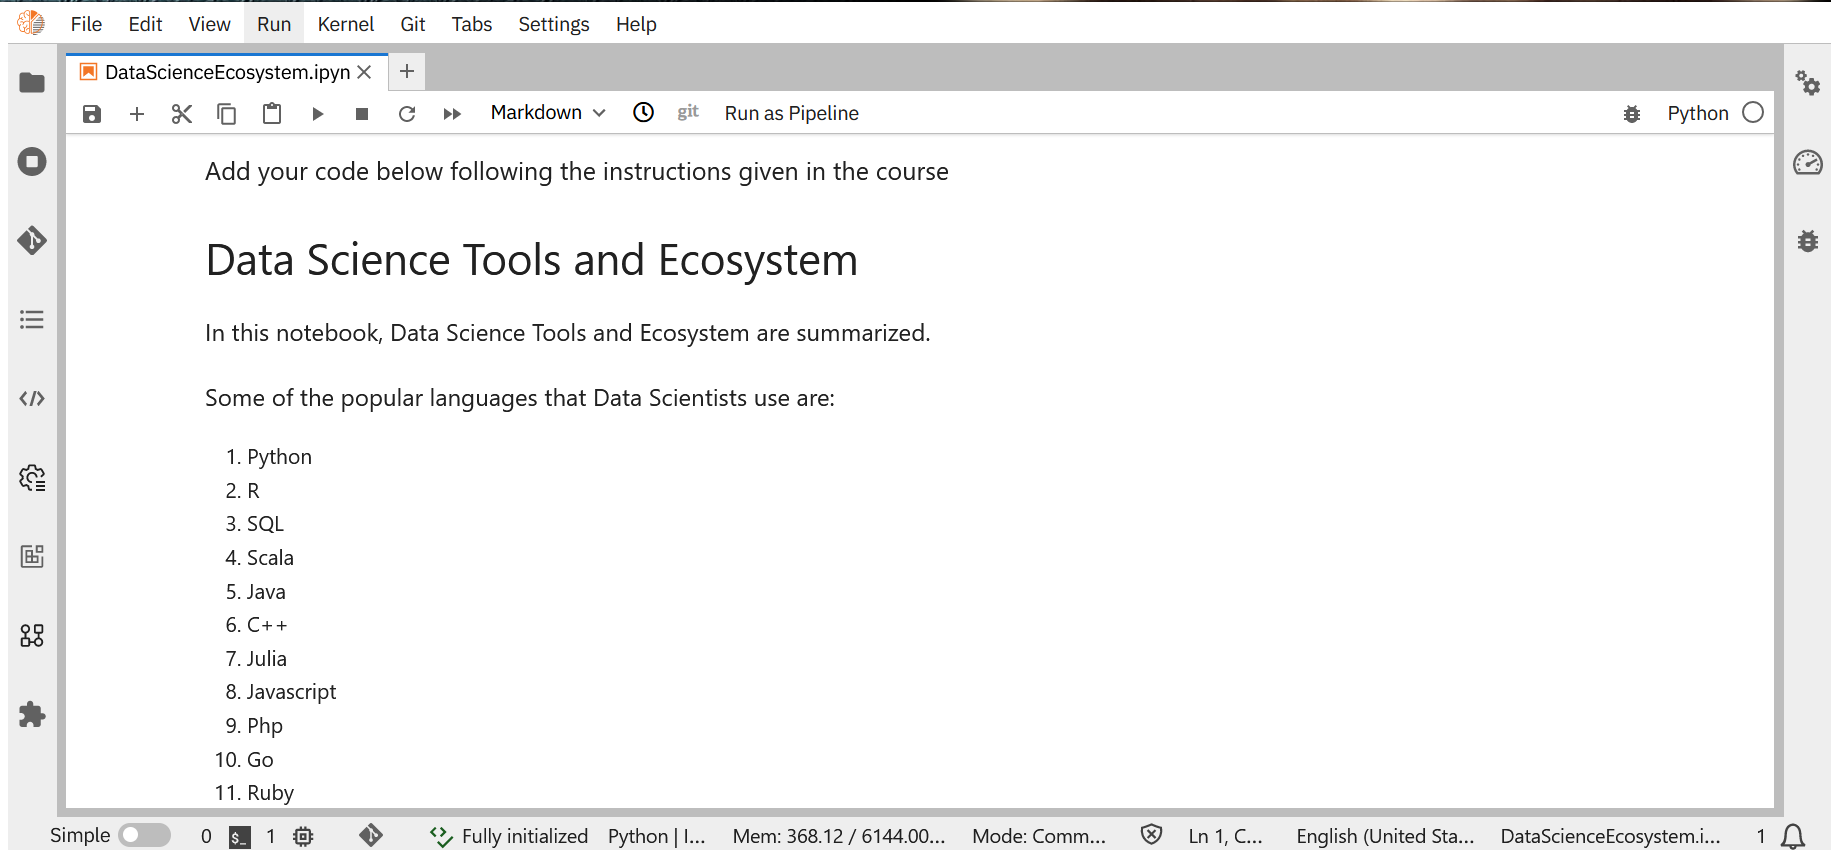 File Edit View Run Kernel Git Tabs Settings Help
DataScienceEcosystem.ipyn
Markdown git Run as Pipeline Python
Add your code below following the instructions given in the course
Data Science Tools and Ecosystem
In this notebook, Data Science Tools and Ecosystem are summarized.
Some of the popular languages that Data Scientists use are:
1. Python
2. R
3. SQL
4. Scala
5. Java
6. C++
7. Julia
8. Javascript
9. Php
10. Go
11. Ruby
Simple 0 $_ 1 Fully initialized Python | I... Mem: 368.12 / 6144.00... Mode: Comm... Ln 1, C... English (United Sta... DataScienceEcosystem.i... 1